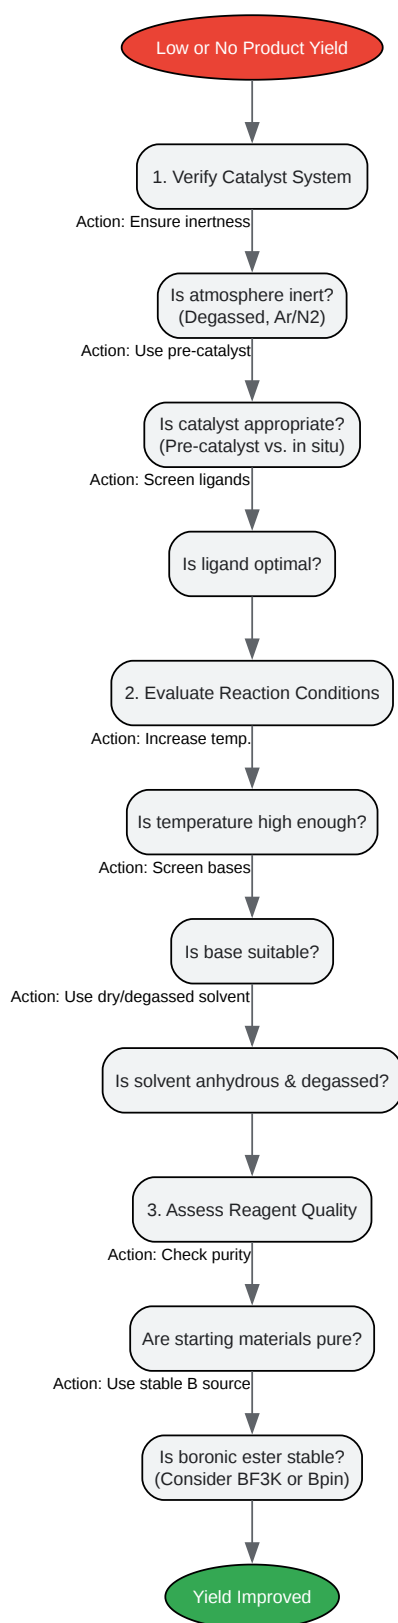 Low or No Product Yield
1. Verify Catalyst System
Action: Ensure inertness
Is atmosphere inert?
(Degassed, Ar/N2)
Action: Use pre-catalyst
Is catalyst appropriate?
(Pre-catalyst vs. in situ)
Action: Screen ligands
Is ligand optimal?
2. Evaluate Reaction Conditions
Action: Increase temp.
Is temperature high enough?
Action: Screen bases
Is base suitable?
Action: Use dry/degassed solvent
Is solvent anhydrous & degassed?
3. Assess Reagent Quality
Action: Check purity
Are starting materials pure?
Action: Use stable B source
Is boronic ester stable?
(Consider BF3K or Bpin)
Yield Improved